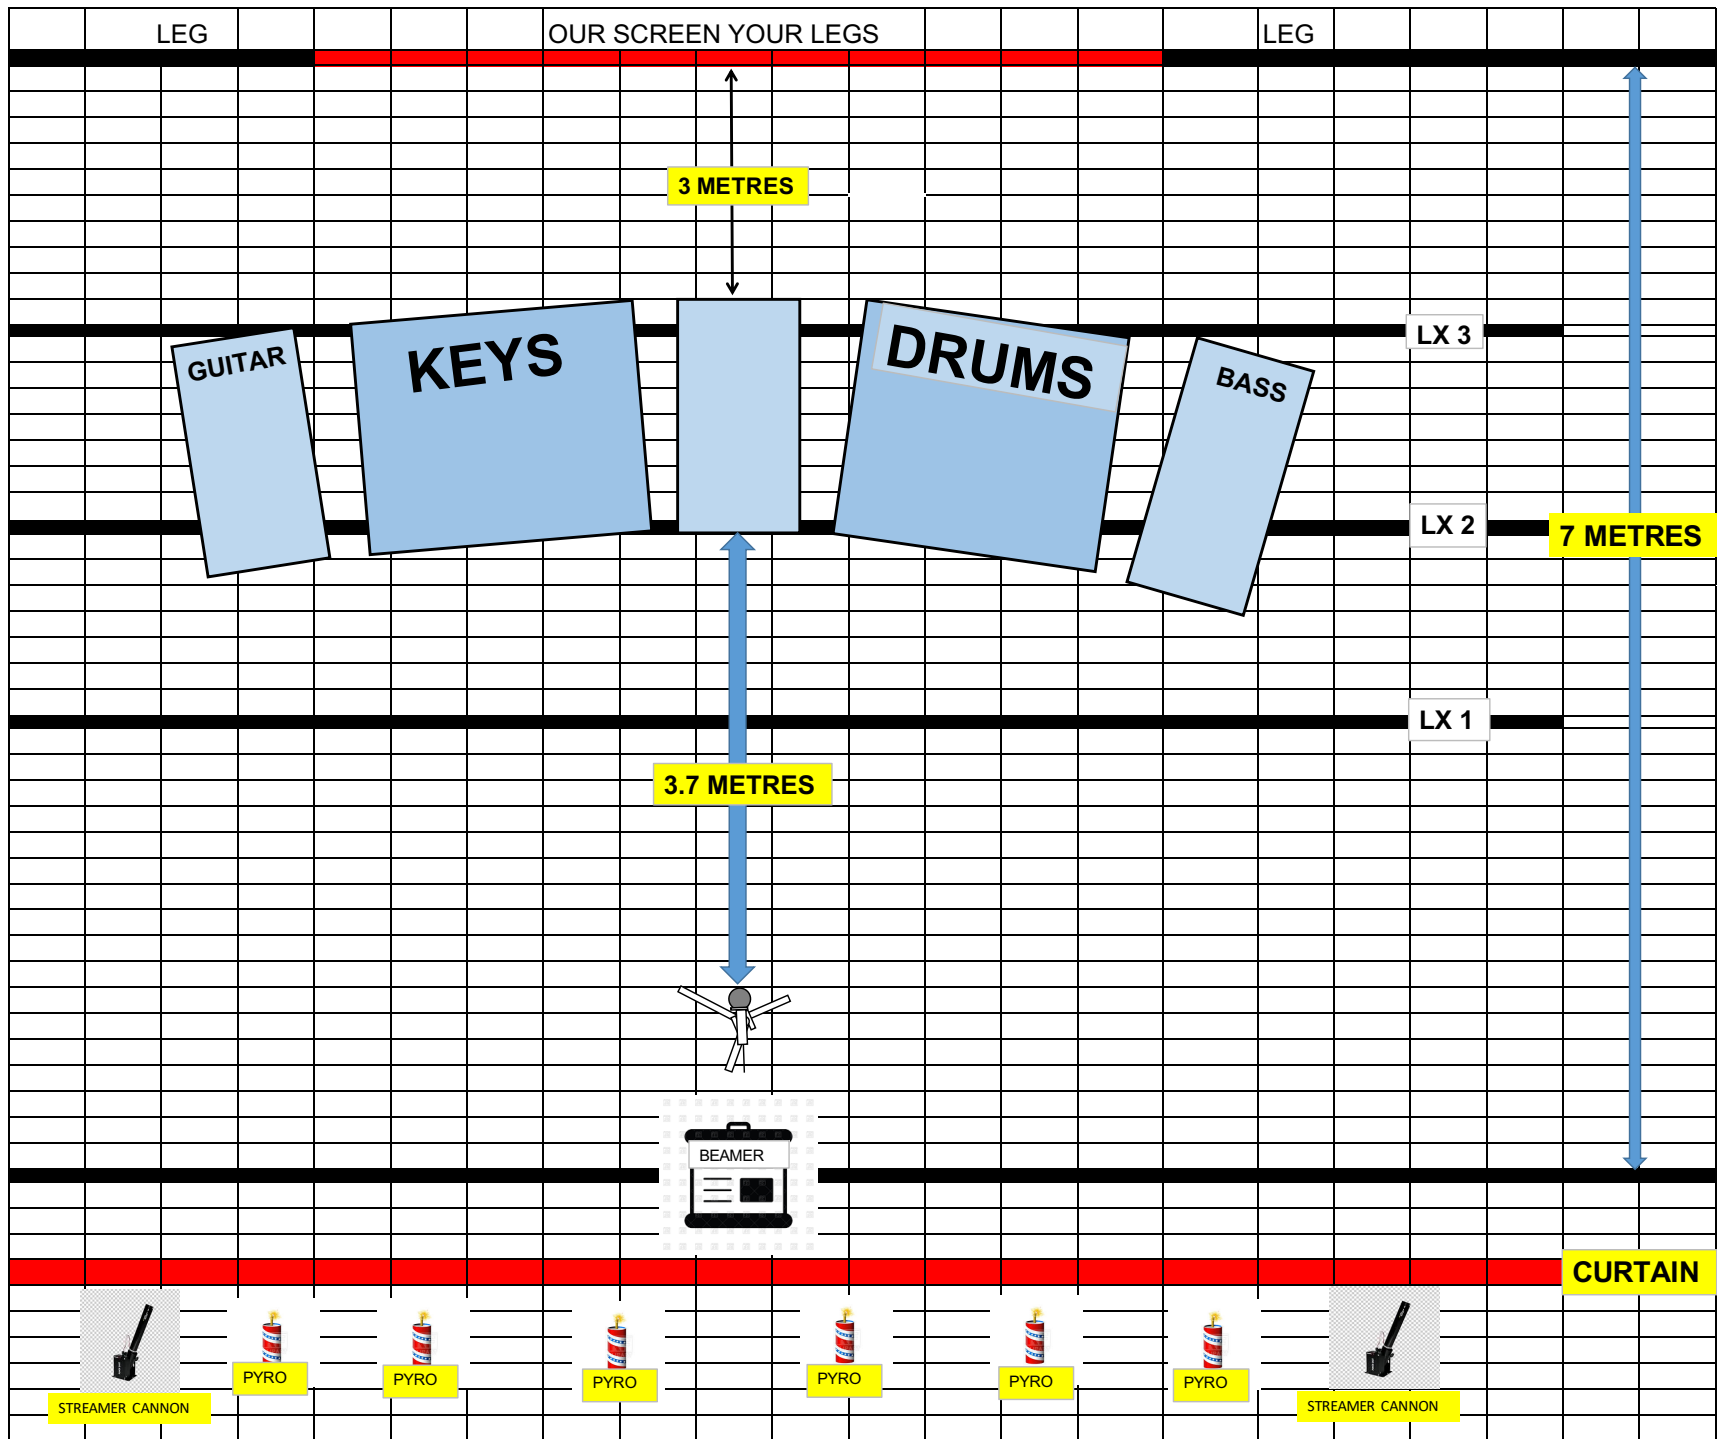 LEG
OUR SCREEN YOUR LEGS
LEG
3 METRES
LX 3
GUITAR
KEYS
DRUMS
BASS
LX 2
7 METRES
LX 1
3.7 METRES
BEAMER
CURTAIN
STREAMER CANNON
PYRO
PYRO
PYRO
PYRO
PYRO
PYRO
STREAMER CANNON